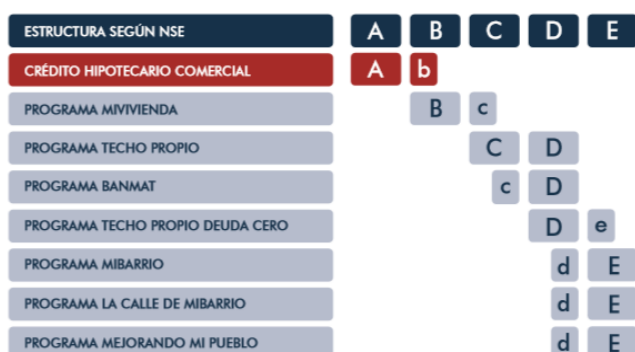 ESTRUCTURA SEGÚN NSE A B C D E
CRÉDITO HIPOTECARIO COMERCIAL A b
PROGRAMA MIVIVIENDA B c
PROGRAMA TECHO PROPIO C D
PROGRAMA BANMAT c D
PROGRAMA TECHO PROPIO DEUDA CERO D e
PROGRAMA MIBARRIO d E
PROGRAMA LA CALLE DE MIBARRIO d E
PROGRAMA MEJORANDO MI PUEBLO d E